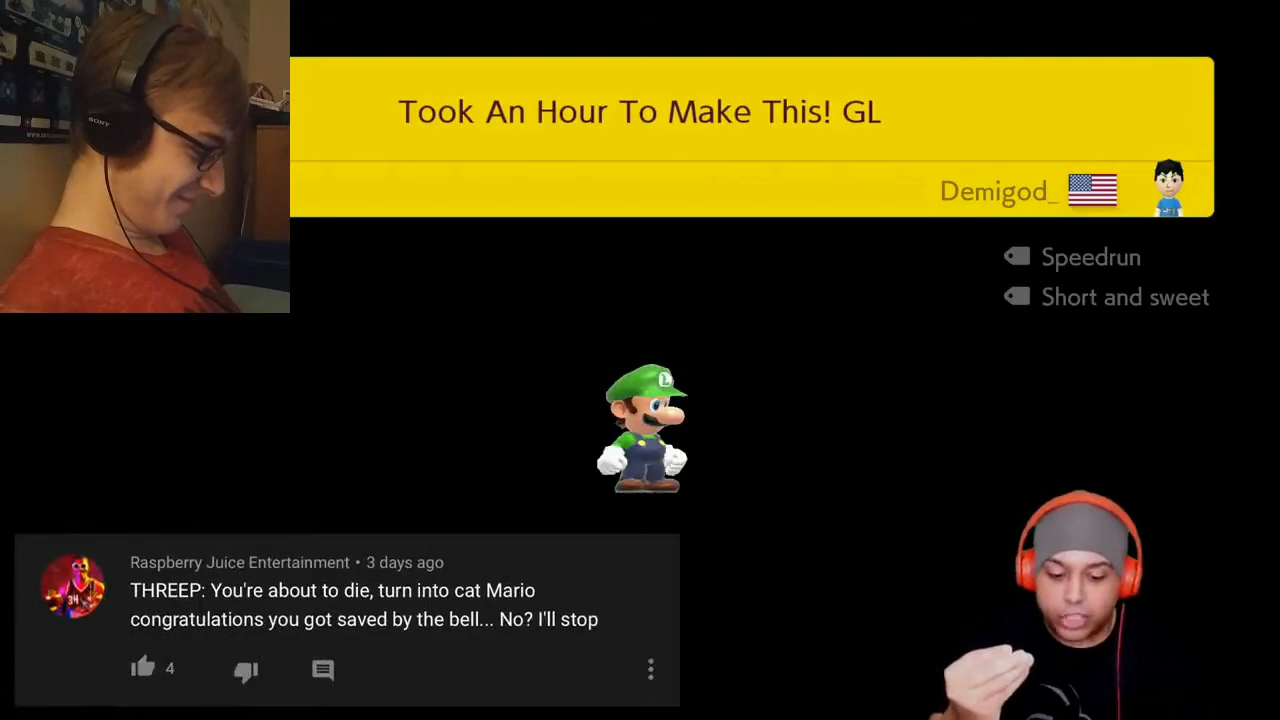 Took An Hour To Make This! GL
Demigod_
Speedrun
Short and sweet
SONY
L
Raspberry Juice Entertainment • 3 days ago
THREEP: You're about to die, turn into cat Mario
congratulations you got saved by the bell... No? I'll stop
34
4